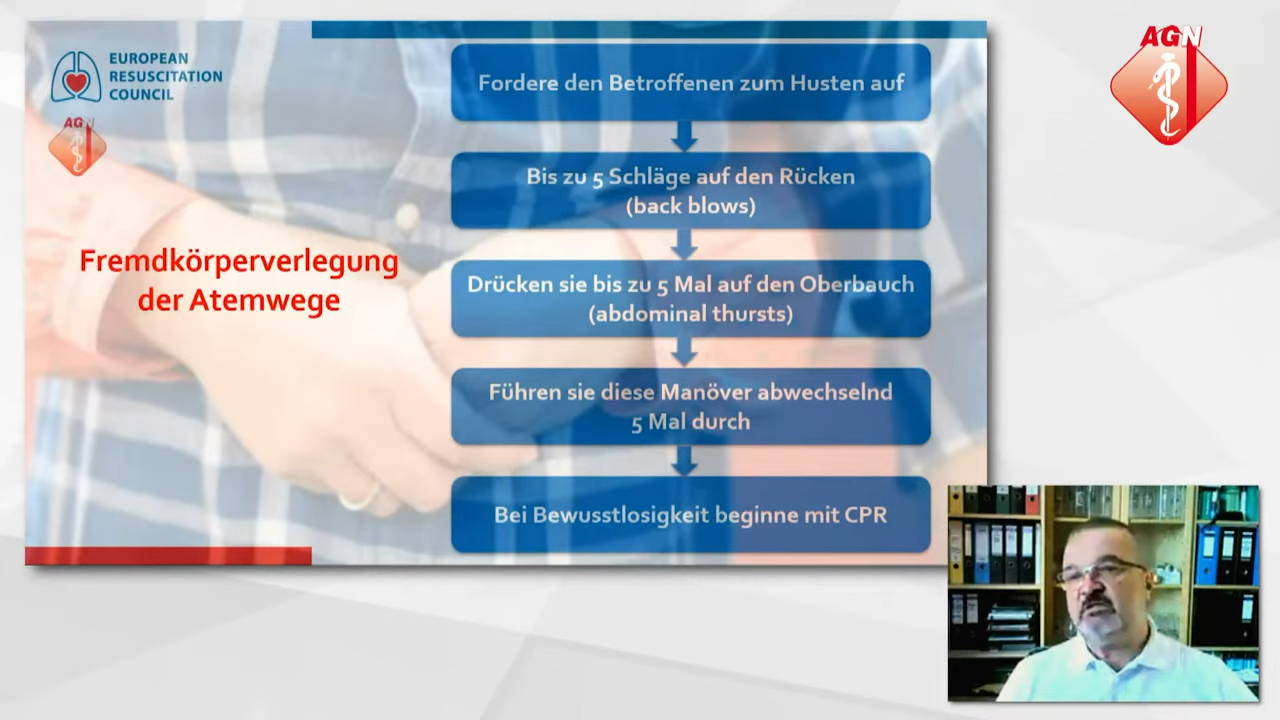 EUROPEAN
RESUSCITATION
COUNCIL
AGN
Fremdkörperverlegung
der Atemwege
Fordere den Betroffenen zum Husten auf
Bis zu 5 Schläge auf den Rücken
(back blows)
Drücken sie bis zu 5 Mal auf den Oberbauch
(abdominal thursts)
Führen sie diese Manöver abwechselnd
5 Mal durch
Bei Bewusstlosigkeit beginne mit CPR
AGN